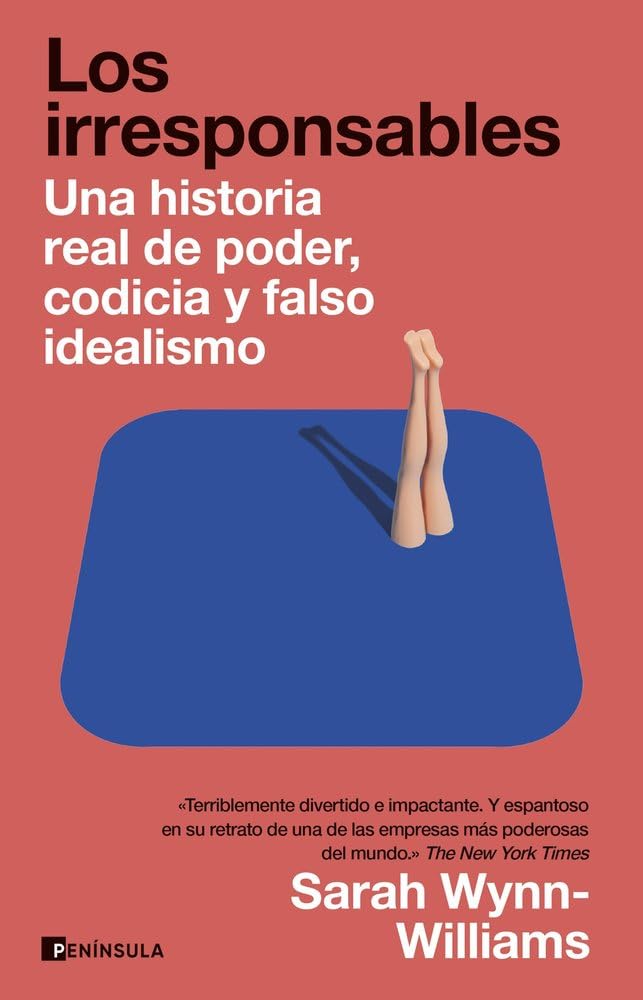 Los
irresponsables
Una historia
real de poder,
codicia y falso
idealismo
«Terriblemente divertido e impactante. Y espantoso
en su retrato de una de las empresas más poderosas
del mundo.» The New York Times
Sarah Wynn-
Williams
PENÍNSULA